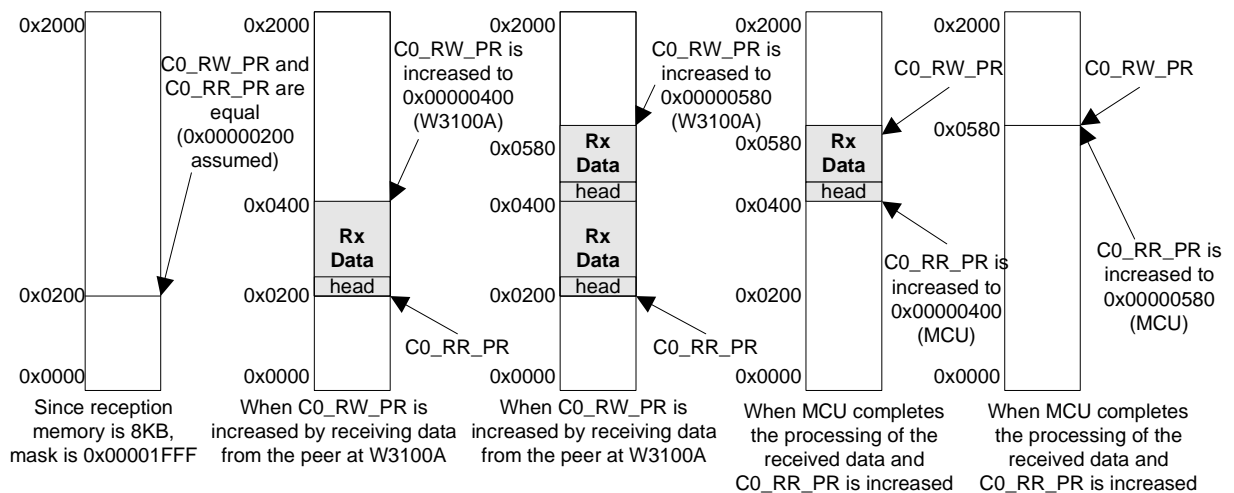 0x2000
C0_RW_PR and
C0_RR_PR are
equal
(0x00000200
assumed)
0x0200
0x0000
Since reception
memory is 8KB,
mask is 0x00001FFF
0x2000
C0_RW_PR is
increased to
0x00000400
(W3100A)
0x0400
Rx
Data
head
0x0200
C0_RR_PR
0x0000
When C0_RW_PR is
increased by receiving data
from the peer at W3100A
0x2000
C0_RW_PR is
increased to
0x00000580
(W3100A)
0x0580
Rx
Data
head
0x0400
Rx
Data
head
0x0200
C0_RR_PR
0x0000
When C0_RW_PR is
increased by receiving data
from the peer at W3100A
0x2000
C0_RW_PR
0x0580
Rx
Data
head
0x0400
C0_RR_PR is
increased to
0x00000400
(MCU)
0x0200
0x0000
When MCU completes
the processing of the
received data and
C0_RR_PR is increased
0x2000
C0_RW_PR
0x0580
0x0400
C0_RR_PR is
increased to
0x00000580
(MCU)
0x0200
0x0000
When MCU completes
the processing of the
received data and
C0_RR_PR is increased